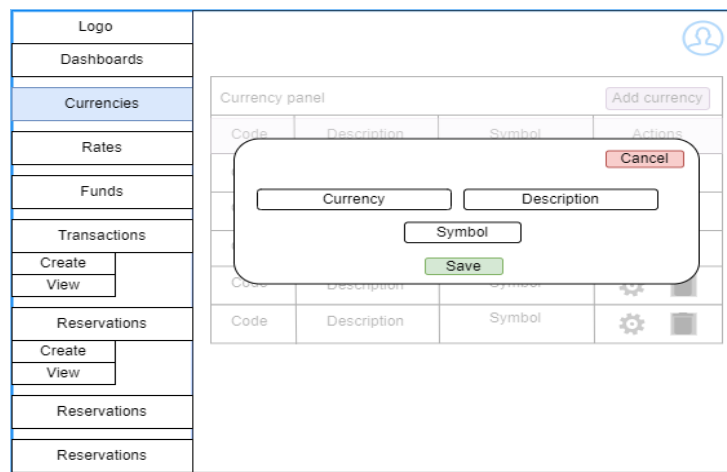 Logo
Dashboards
Currencies
Rates
Funds
Transactions
Create
View
Reservations
Create
View
Reservations
Reservations
Currency panel Add currency
Code Description Symbol Actions
Cancel
Currency Description
Symbol
Save
Code Description Symbol
Code Description Symbol